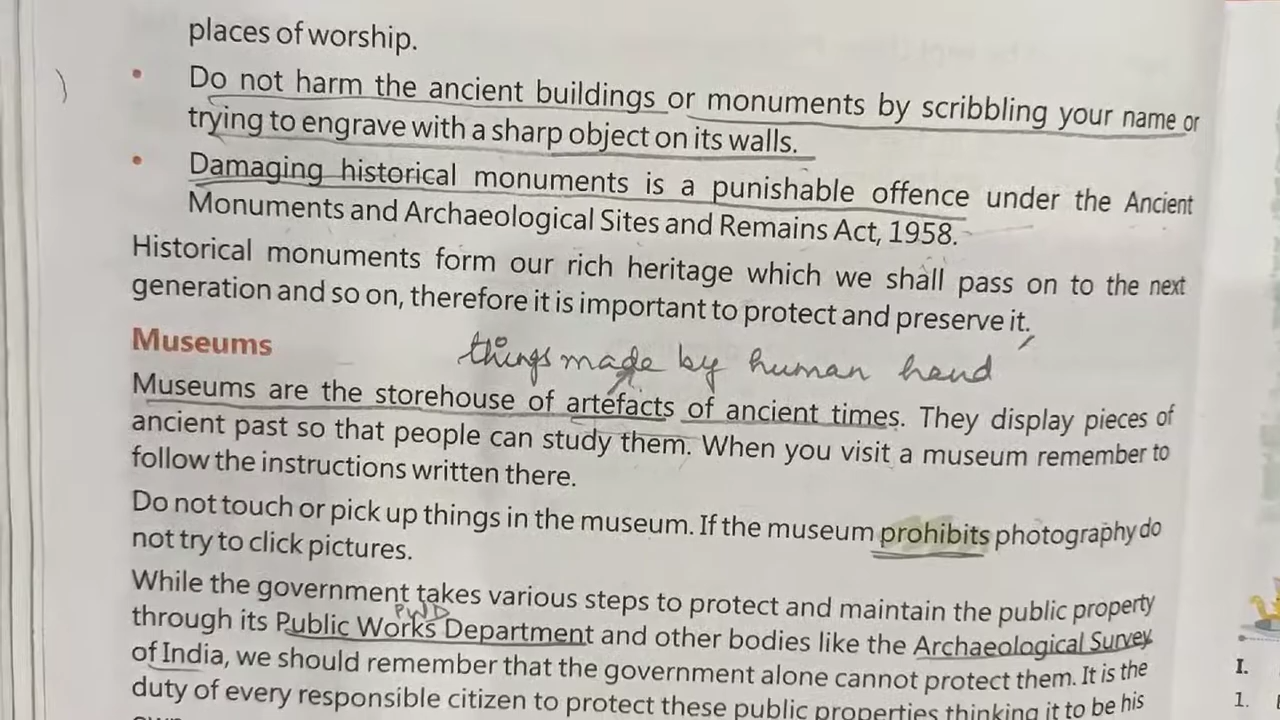 places of worship.
• Do not harm the ancient buildings or monuments by scribbling your name or
trying to engrave with a sharp object on its walls.
• Damaging historical monuments is a punishable offence under the Ancient
Monuments and Archaeological Sites and Remains Act, 1958.
Historical monuments form our rich heritage which we shall pass on to the next
generation and so on, therefore it is important to protect and preserve it.
Museums
things made by human hand
Museums are the storehouse of artefacts of ancient times. They display pieces of
ancient past so that people can study them. When you visit a museum remember to
follow the instructions written there.
Do not touch or pick up things in the museum. If the museum prohibits photography do
not try to click pictures.
While the government takes various steps to protect and maintain the public property
PWD
through its Public Works Department and other bodies like the Archaeological Survey
of India, we should remember that the government alone cannot protect them. It is the
duty of every responsible citizen to protect these public properties thinking it to be his
I.
1.